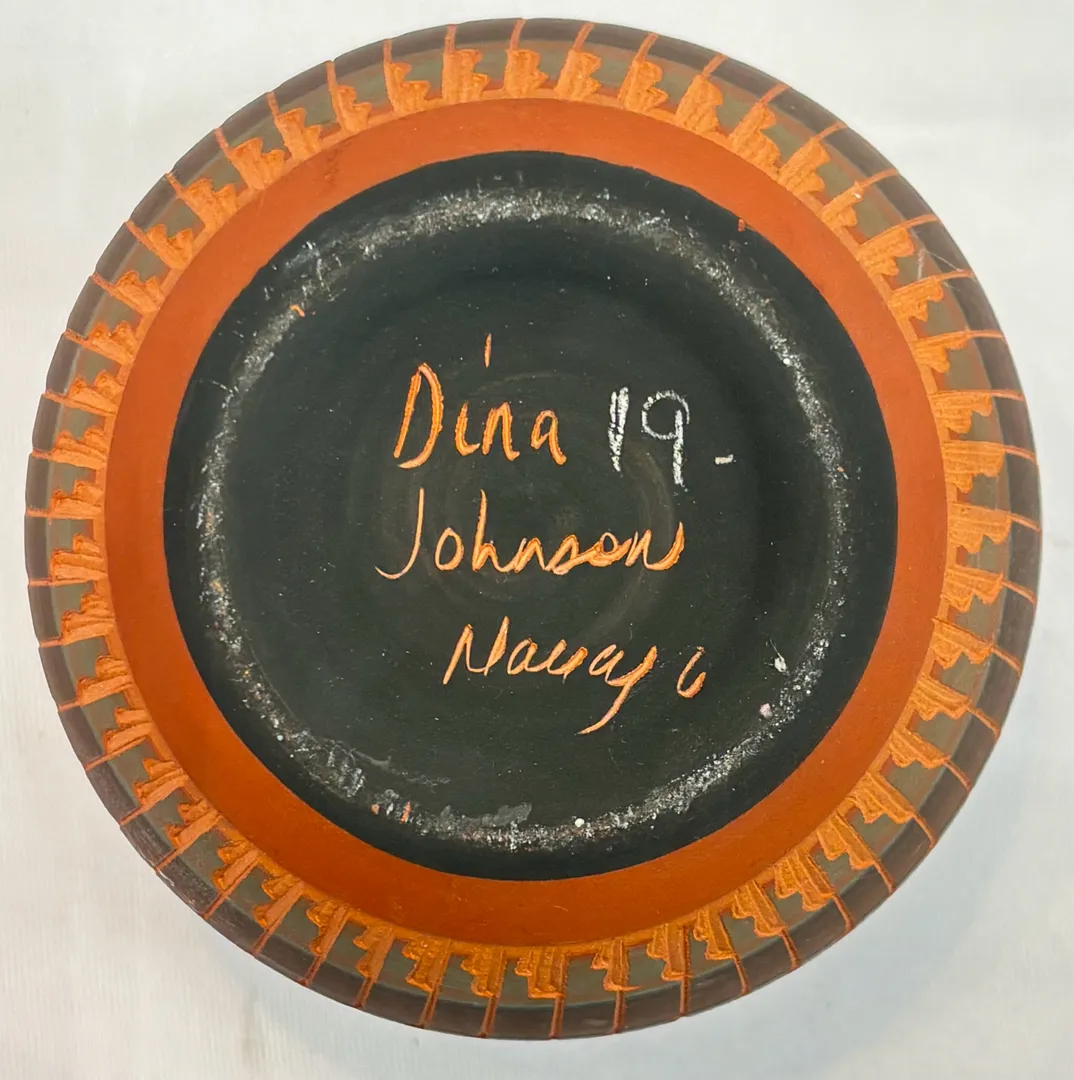 Dina 19.-
Johnson
Navajo